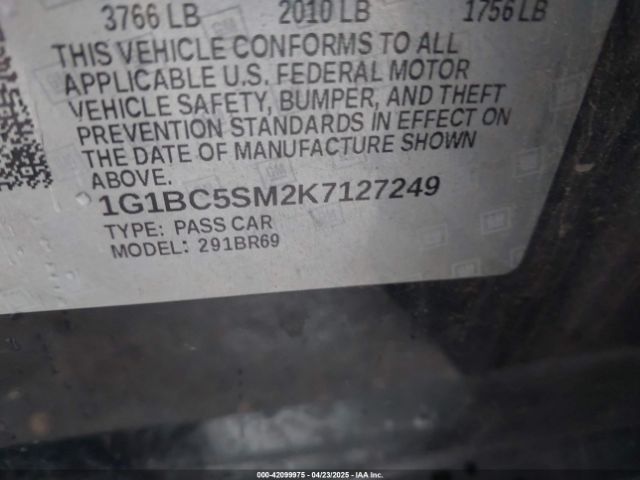 3766 LB 2010 LB 1756 LB
THIS VEHICLE CONFORMS TO ALL
APPLICABLE U.S. FEDERAL MOTOR
VEHICLE SAFETY, BUMPER, AND THEFT
PREVENTION STANDARDS IN EFFECT ON
THE DATE OF MANUFACTURE SHOWN
ABOVE.
1G1BC5SM2K7127249
TYPE: PASS CAR
MODEL: 291BR69
000-42099975 - 04/23/2025 - IAAI, Inc.